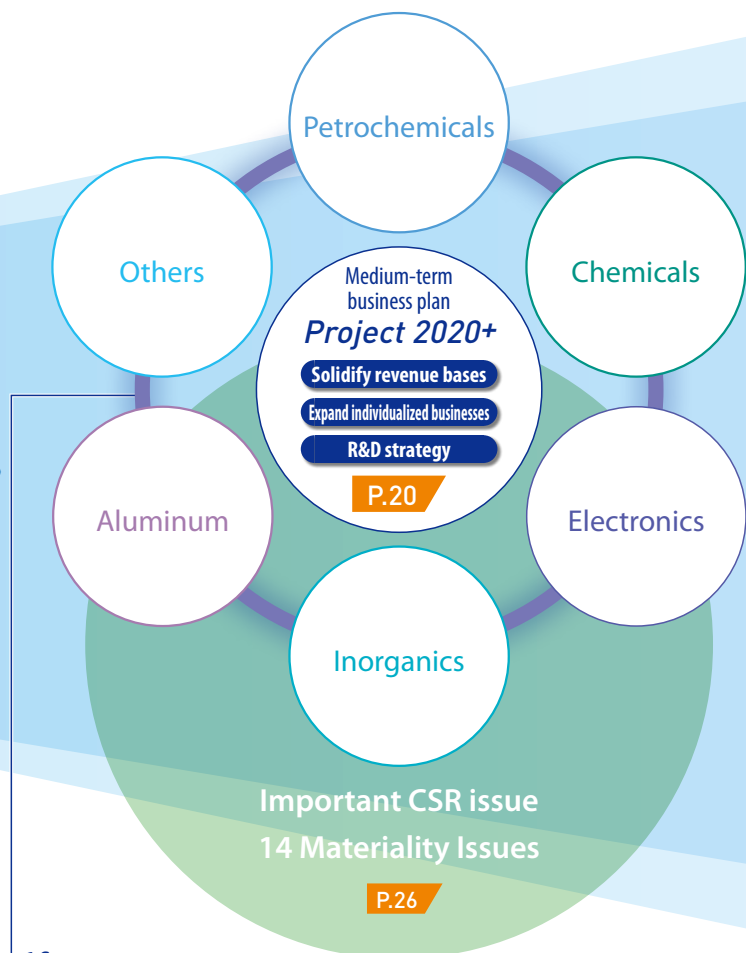 Petrochemicals
Others
Chemicals
Medium-term
business plan
Project 2020+
Solidify revenue bases
Expand individualized businesses
R&D strategy
P.20
Aluminum
Electronics
Inorganics
Important CSR issue
14 Materiality Issues
P.26